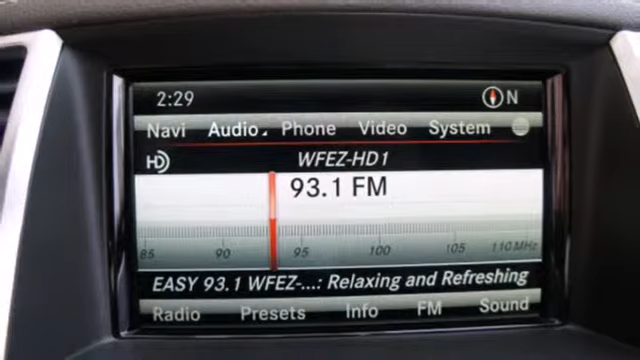 2:29 N
Navi Audio Phone Video System
HD WFEZ-HD1
93.1 FM
85 90 95 100 105 110 MHz
EASY 93.1 WFEZ-...: Relaxing and Refreshing
Radio Presets Info FM Sound